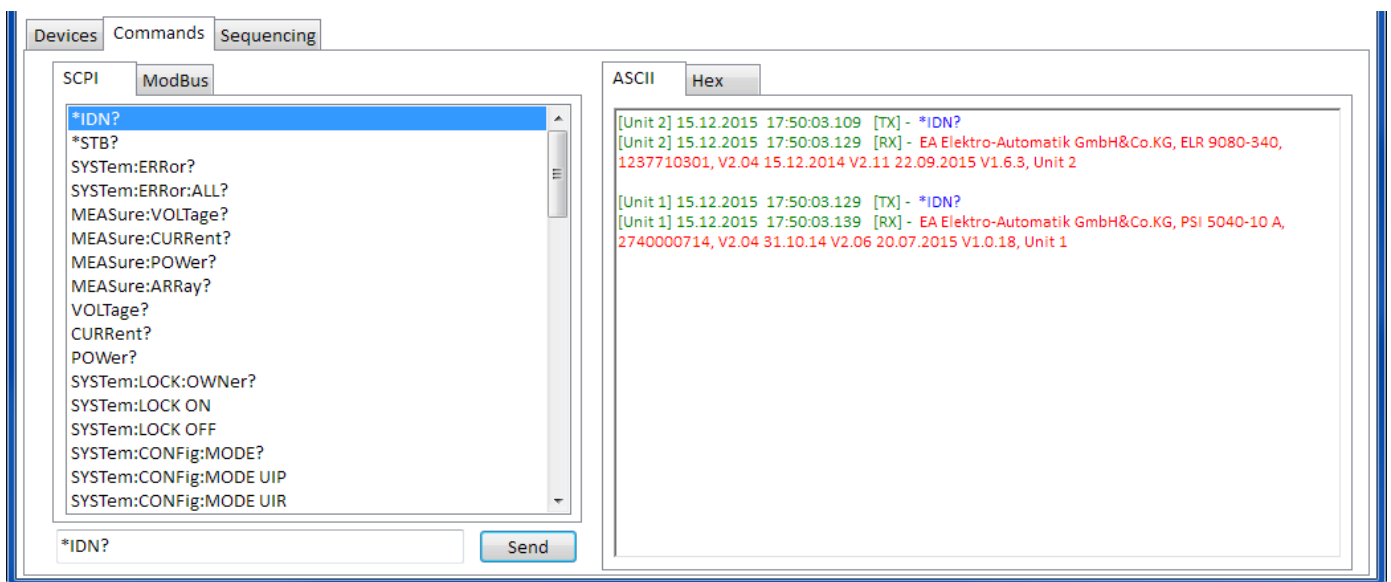 Devices Commands Sequencing
SCPI ModBus
*IDN?
*STB?
SYSTem:ERRor?
SYSTem:ERRor:ALL?
MEASure:VOLTage?
MEASure:CURRent?
MEASure:POWer?
MEASure:ARRay?
VOLTage?
CURRent?
POWer?
SYSTem:LOCK:OWNer?
SYSTem:LOCK ON
SYSTem:LOCK OFF
SYSTem:CONFig:MODE?
SYSTem:CONFig:MODE UIP
SYSTem:CONFig:MODE UIR
*IDN? Send
ASCII Hex
[Unit 2] 15.12.2015 17:50:03.109 [TX] - *IDN?
[Unit 2] 15.12.2015 17:50:03.129 [RX] - EA Elektro-Automatik GmbH&Co.KG, ELR 9080-340,
1237710301, V2.04 15.12.2014 V2.11 22.09.2015 V1.6.3, Unit 2
[Unit 1] 15.12.2015 17:50:03.129 [TX] - *IDN?
[Unit 1] 15.12.2015 17:50:03.139 [RX] - EA Elektro-Automatik GmbH&Co.KG, PSI 5040-10 A,
2740000714, V2.04 31.10.14 V2.06 20.07.2015 V1.0.18, Unit 1